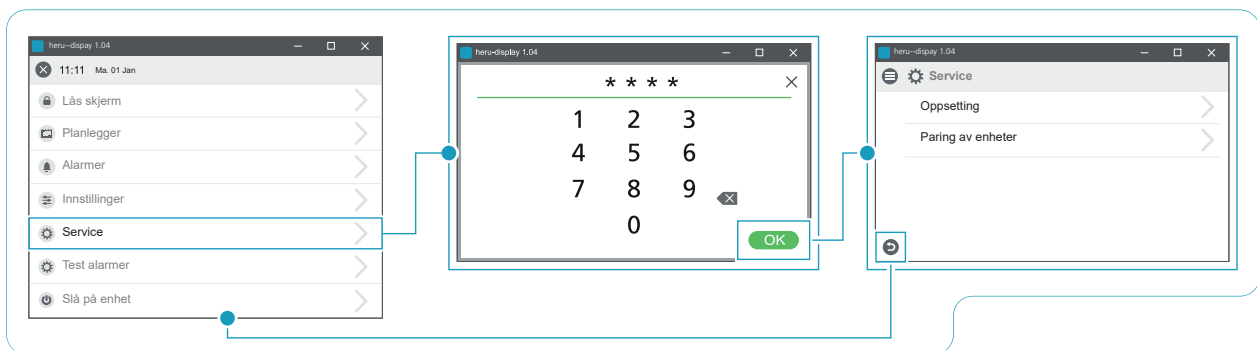 heru--dispay 1.04
11:11 Ma. 01 Jan
Lås skjerm
Planlegger
Alarmer
Innstillinger
Service
Test alarmer
Slå på enhet
heru-display 1.04
* * * *
1 2 3
4 5 6
7 8 9
0
OK
heru--dispay 1.04
Service
Oppsetting
Paring av enheter